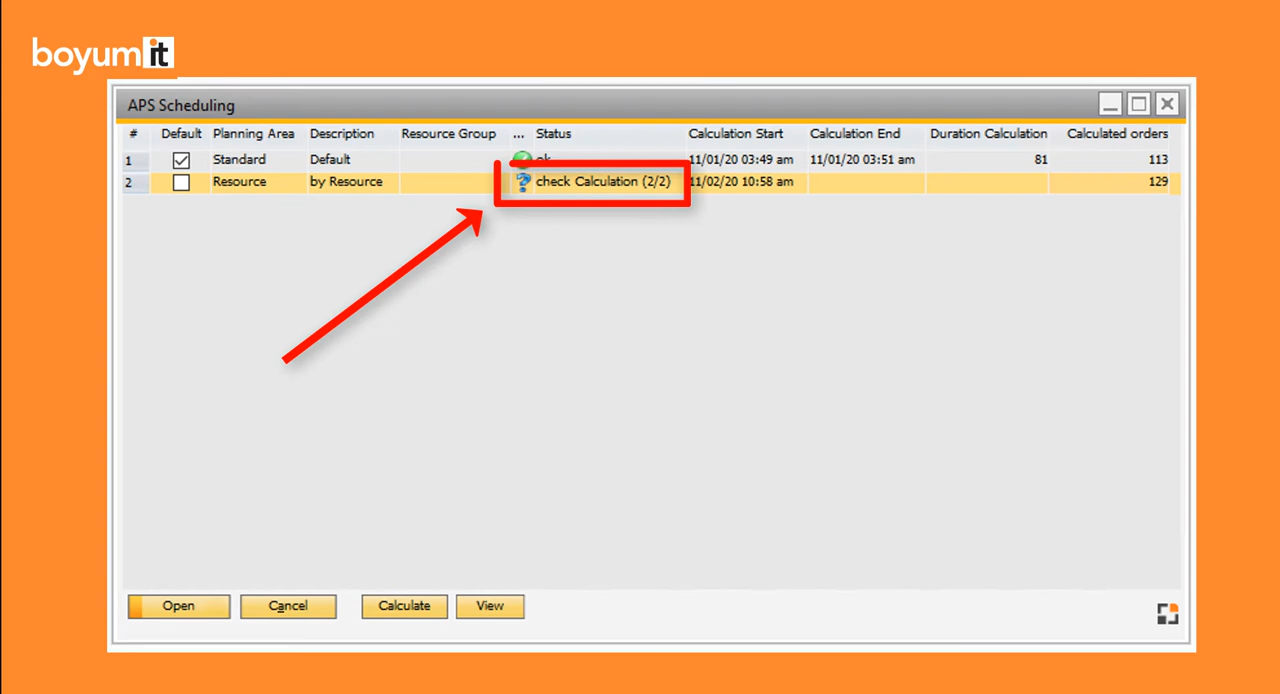 boyumit
APS Scheduling
# Default Planning Area Description Resource Group ... Status Calculation Start Calculation End Duration Calculation Calculated orders
1 Standard Default ok 11/01/20 03:49 am 11/01/20 03:51 am 81 113
2 Resource by Resource check Calculation (2/2) 11/02/20 10:58 am 129
Open Cancel Calculate View